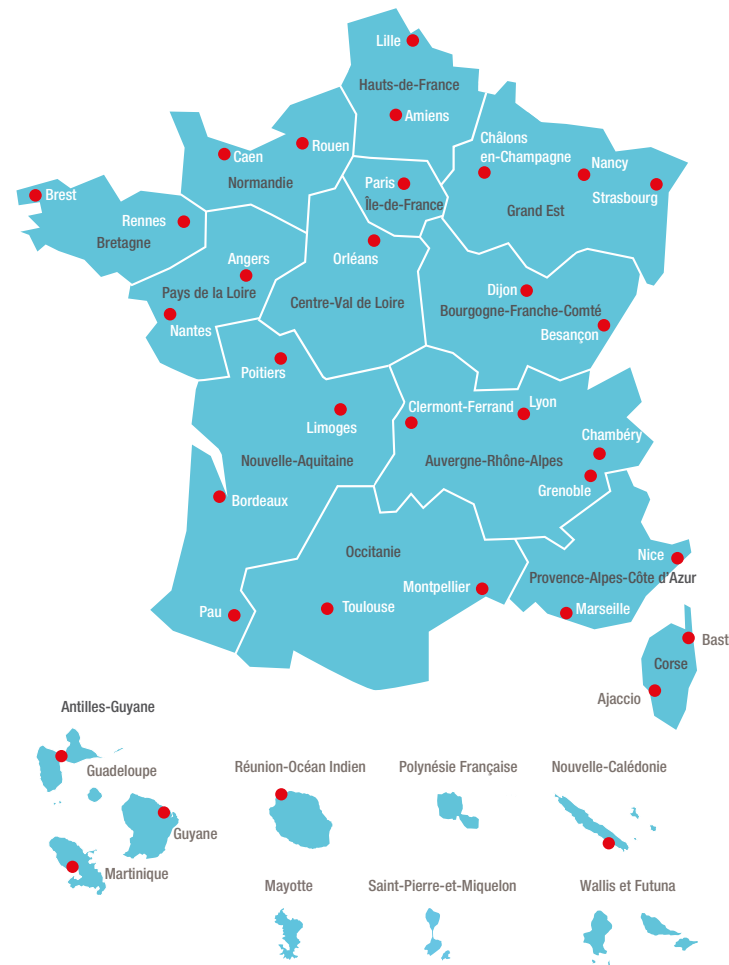 Lille
Hauts-de-France
Amiens
Rouen
Caen
Normandie
Châlons
en-Champagne
Nancy
Strasbourg
Grand Est
Paris
Île-de-France
Brest
Rennes
Bretagne
Angers
Pays de la Loire
Nantes
Orléans
Centre-Val de Loire
Dijon
Bourgogne-Franche-Comté
Besançon
Poitiers
Limoges
Nouvelle-Aquitaine
Bordeaux
Pau
Clermont-Ferrand
Lyon
Chambéry
Auvergne-Rhône-Alpes
Grenoble
Occitanie
Montpellier
Toulouse
Nice
Provence-Alpes-Côte d'Azur
Marseille
Bast
Corse
Ajaccio
Antilles-Guyane
Guadeloupe
Guyane
Martinique
Réunion-Océan Indien
Polynésie Française
Nouvelle-Calédonie
Mayotte
Saint-Pierre-et-Miquelon
Wallis et Futuna